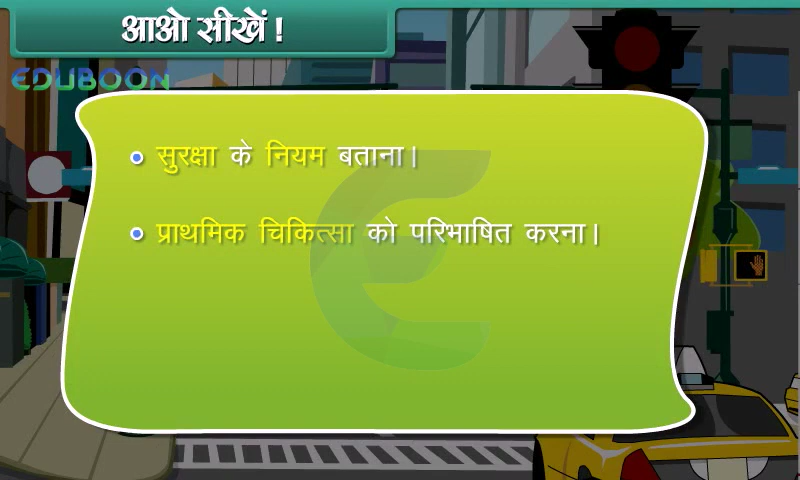 आओ सीखें!
EDUBOON
सुरक्षा के नियम बताना।
प्राथमिक चिकित्सा को परिभाषित करना।